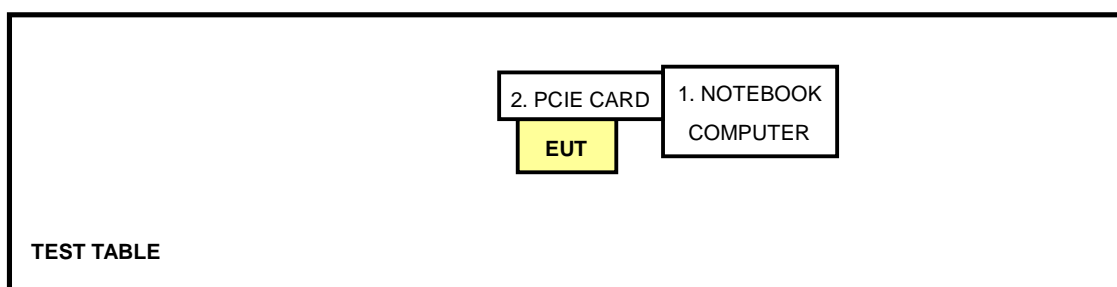 2. PCIE CARD
1. NOTEBOOK
COMPUTER
EUT
TEST TABLE